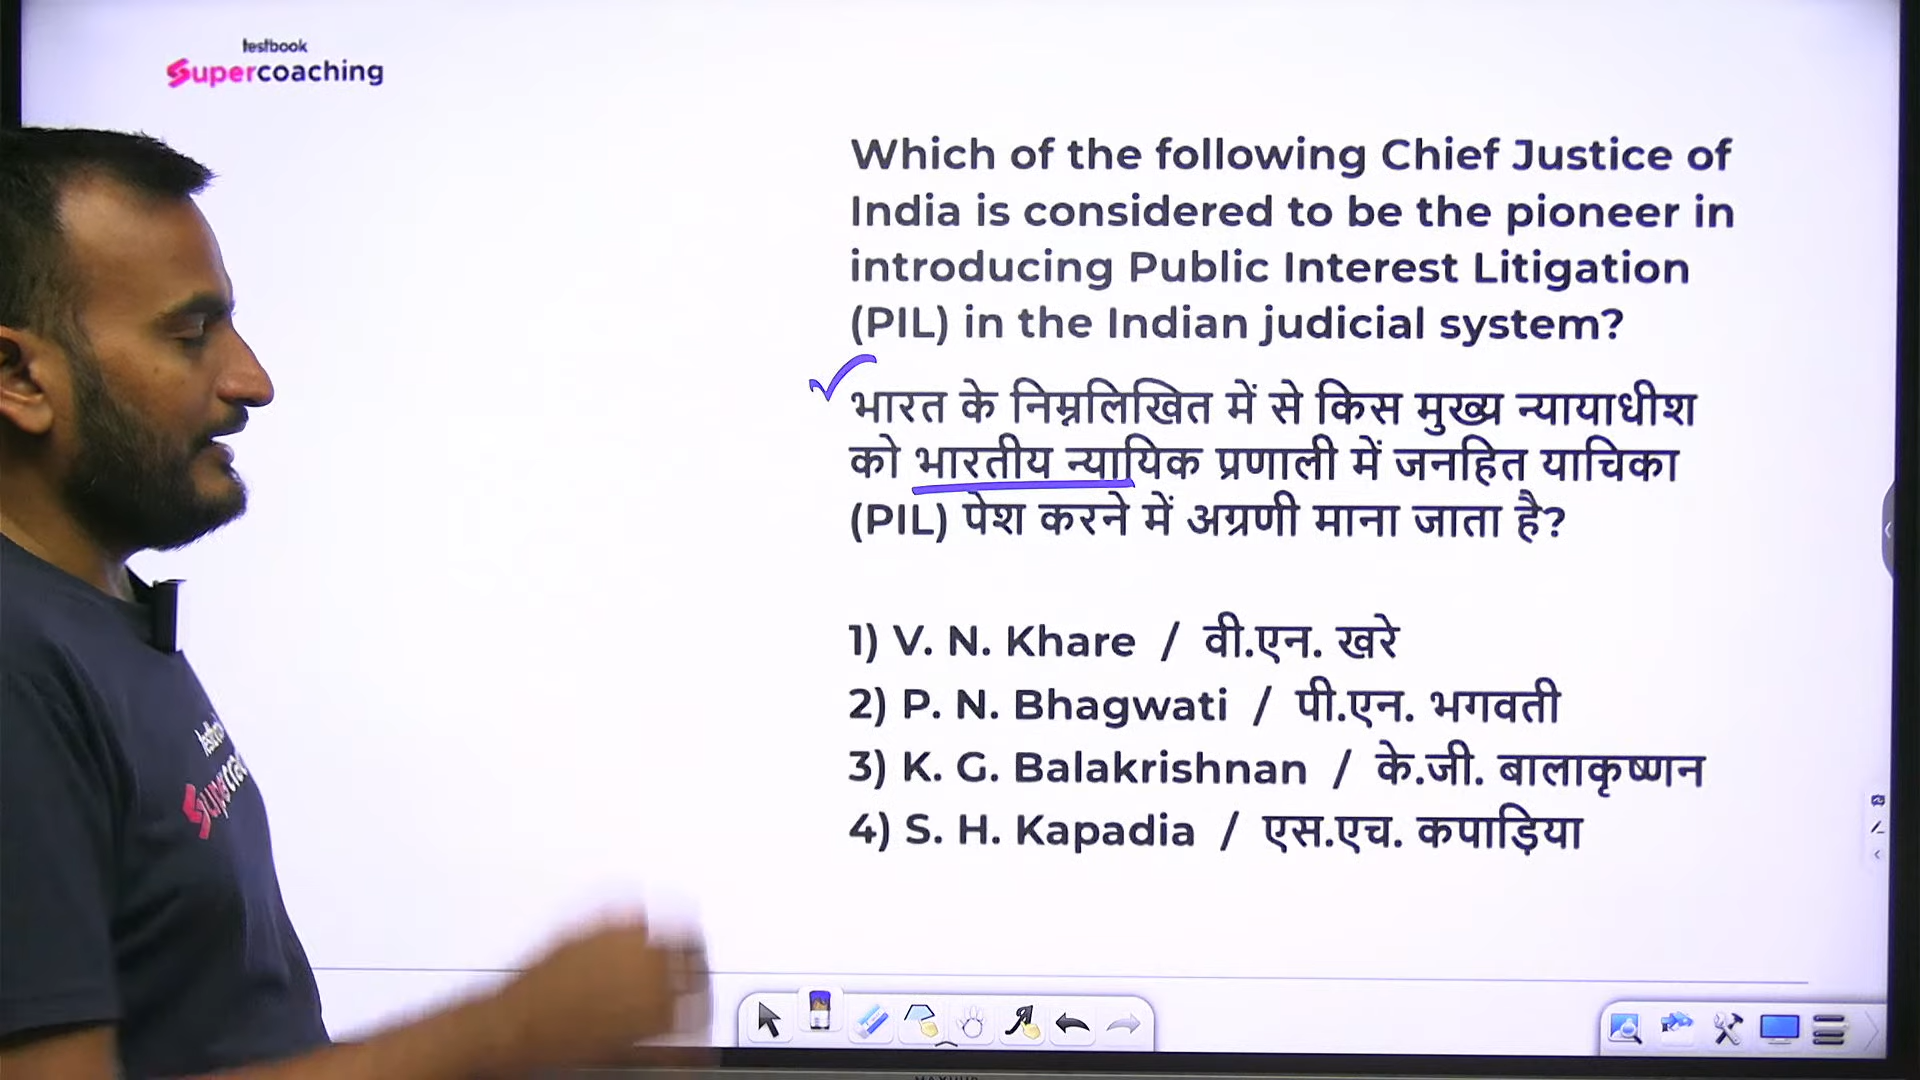 testbook
Supercoaching
Which of the following Chief Justice of
India is considered to be the pioneer in
introducing Public Interest Litigation
(PIL) in the Indian judicial system?
भारत के निम्नलिखित में से किस मुख्य न्यायाधीश
को भारतीय न्यायिक प्रणाली में जनहित याचिका
(PIL) पेश करने में अग्रणी माना जाता है?
1) V. N. Khare / वी.एन. खरे
2) P. N. Bhagwati / पी.एन. भगवती
3) K. G. Balakrishnan / के.जी. बालाकृष्णन
4) S. H. Kapadia / एस.एच. कपाड़िया